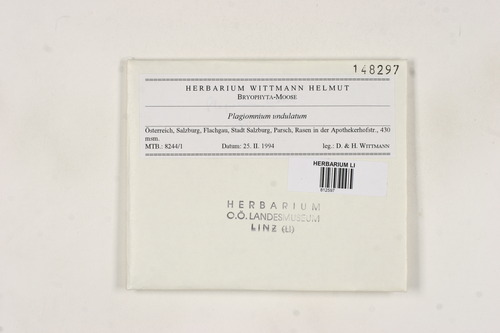 148297
HERBARIUM WITTMANN HELMUT
BRYOPHYTA-MOOSE
Plagiomnium undulatum
Österreich, Salzburg, Flachgau, Stadt Salzburg, Parsch, Rasen in der Apothekerhofstr., 430
msm.
MTB.: 8244/1 Datum: 25. II. 1994 leg.: D. & H. WITTMANN
HERBARIUM LI
HERBARIUM
O.Ö. LANDESMUSEUM
LINZ (LI)